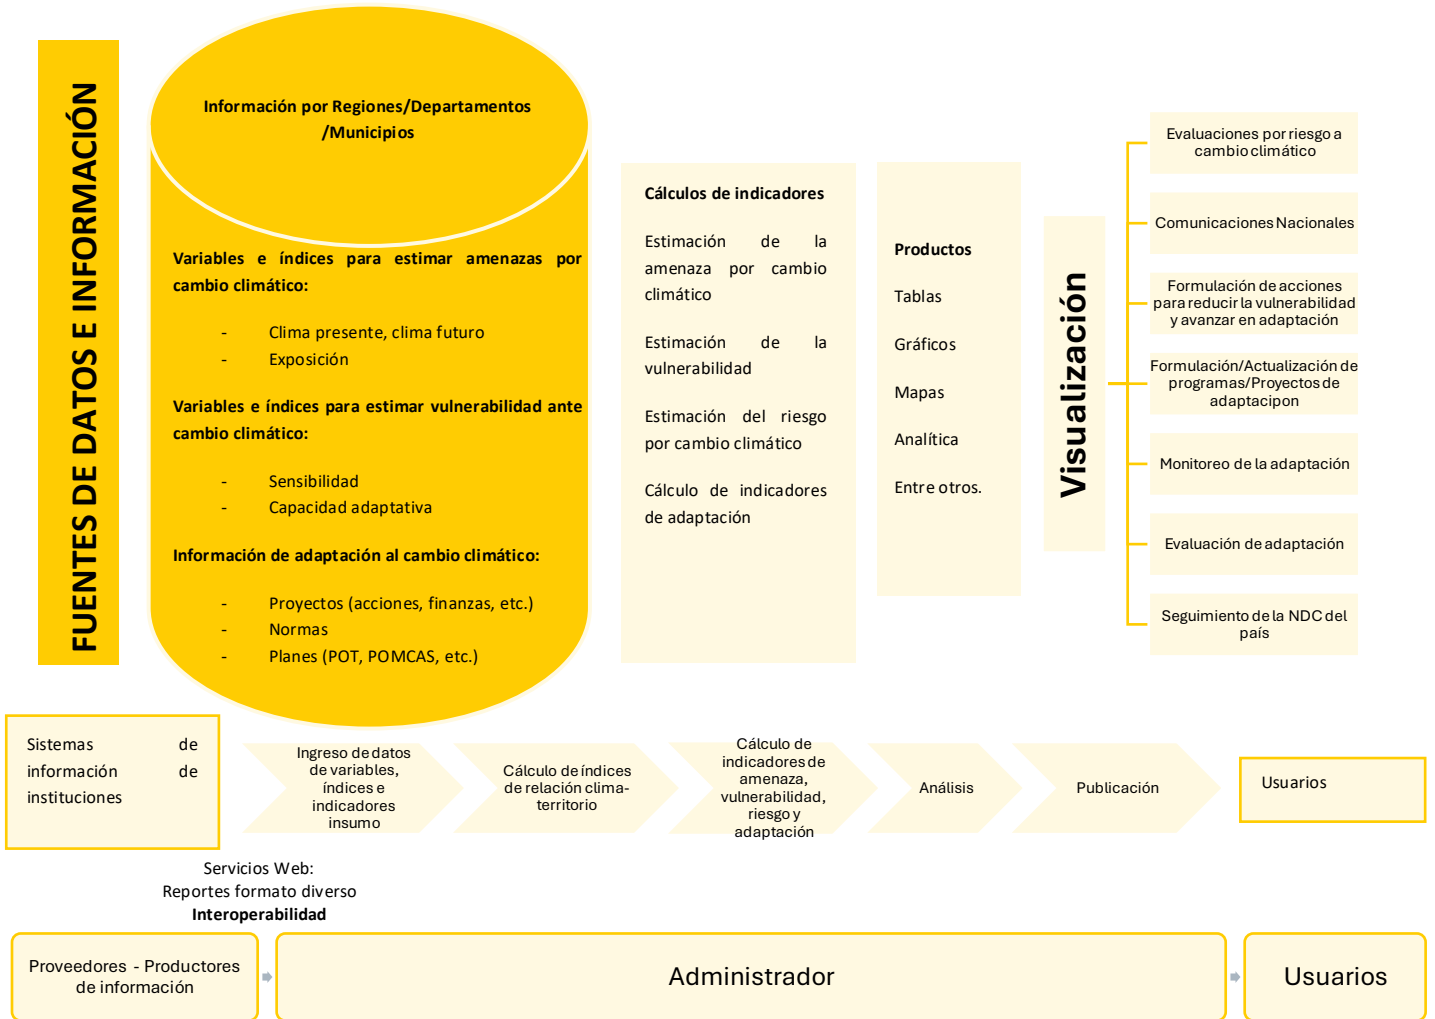 FUENTES DE DATOS E INFORMACIÓN
Información por Regiones/Departamentos
/Municipios
Variables e índices para estimar amenazas por
cambio climático:
- Clima presente, clima futuro
- Exposición
Variables e índices para estimar vulnerabilidad ante
cambio climático:
- Sensibilidad
- Capacidad adaptativa
Información de adaptación al cambio climático:
- Proyectos (acciones, finanzas, etc.)
- Normas
- Planes (POT, POMCAS, etc.)
Cálculos de indicadores
Estimación de la
amenaza por cambio
climático
Estimación de la
vulnerabilidad
Estimación del riesgo
por cambio climático
Cálculo de indicadores
de adaptación
Productos
Tablas
Gráficos
Mapas
Analítica
Entre otros.
Visualización
Evaluaciones por riesgo a
cambio climático
Comunicaciones Nacionales
Formulación de acciones
para reducir la vulnerabilidad
y avanzar en adaptación
Formulación/Actualización de
programas/Proyectos de
adaptacipon
Monitoreo de la adaptación
Evaluación de adaptación
Seguimiento de la NDC del
país
Sistemas de
información de
instituciones
Ingreso de datos
de variables,
índices e
indicadores
insumo
Cálculo de índices
de relación clima-
territorio
Cálculo de
indicadores de
amenaza,
vulnerabilidad,
riesgo y
adaptación
Análisis
Publicación
Usuarios
Servicios Web:
Reportes formato diverso
Interoperabilidad
Proveedores - Productores
de información
Administrador
Usuarios